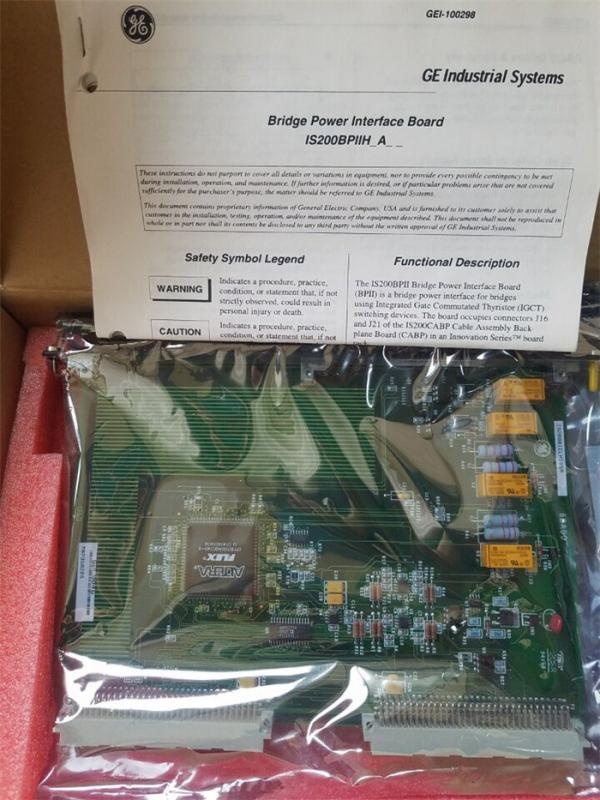 GEI-100298
GE Industrial Systems
Bridge Power Interface Board
IS200BPIIH_A_ _
These instructions do not purport to cover all details or variations in equipment, nor to provide every possible contingency to be met
during installation, operation, and maintenance. If further information is desired, or if particular problems arise that are not covered
sufficiently for the purchaser's purpose, the matter should be referred to GE Industrial Systems.
This document contains proprietary information of General Electric Company, USA and is furnished to its customer solely to assist that
customer in the installation, testing, operation, and/or maintenance of the equipment described. This document shall not be reproduced in
whole or in part nor shall its contents be disclosed to any third party without the written approval of GE Industrial Systems.
Safety Symbol Legend
WARNING
Indicates a procedure, practice,
condition, or statement that, if not
strictly observed, could result in
personal injury or death.
CAUTION
Indicates a procedure, practice,
condition, or statement that, if not
Functional Description
The IS200BPII Bridge Power Interface Board
(BPII) is a bridge power interface for bridges
using Integrated Gate Commutated Thyristor (IGCT)
switching devices. The board occupies connectors J16
and J21 of the IS200CABP Cable Assembly Back-
plane Board (CABP) in an Innovation Series™ board
ALTERA
FLEX